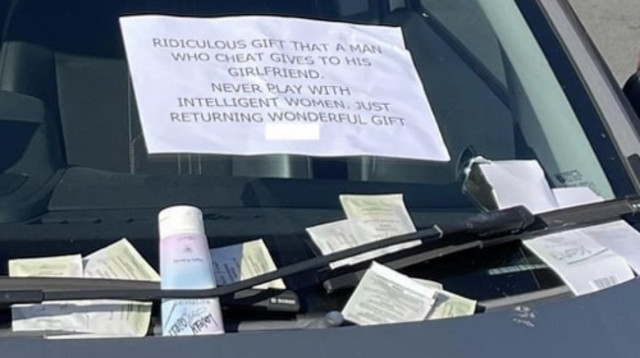 RIDICULOUS GIFT THAT A MAN
WHO CHEAT GIVES TO HIS
GIRLFRIEND.
NEVER PLAY WITH
INTELLIGENT WOMEN. JUST
RETURNING WONDERFUL GIFT